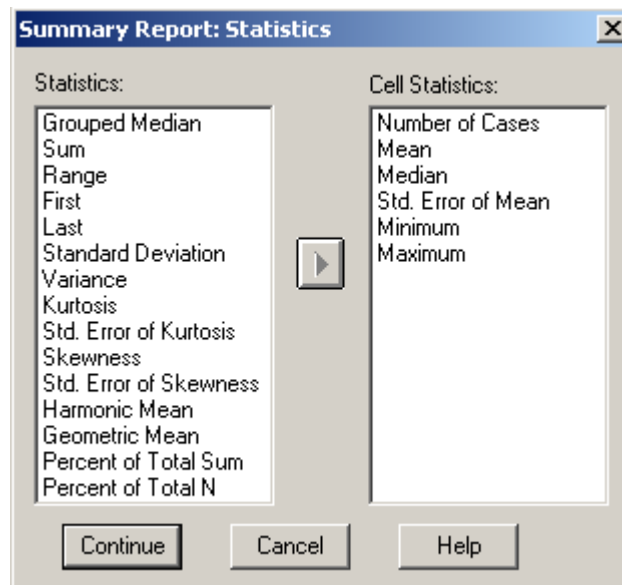 Summary Report: Statistics
Statistics:
Grouped Median
Sum
Range
First
Last
Standard Deviation
Variance
Kurtosis
Std. Error of Kurtosis
Skewness
Std. Error of Skewness
Harmonic Mean
Geometric Mean
Percent of Total Sum
Percent of Total N
Cell Statistics:
Number of Cases
Mean
Median
Std. Error of Mean
Minimum
Maximum
Continue
Cancel
Help